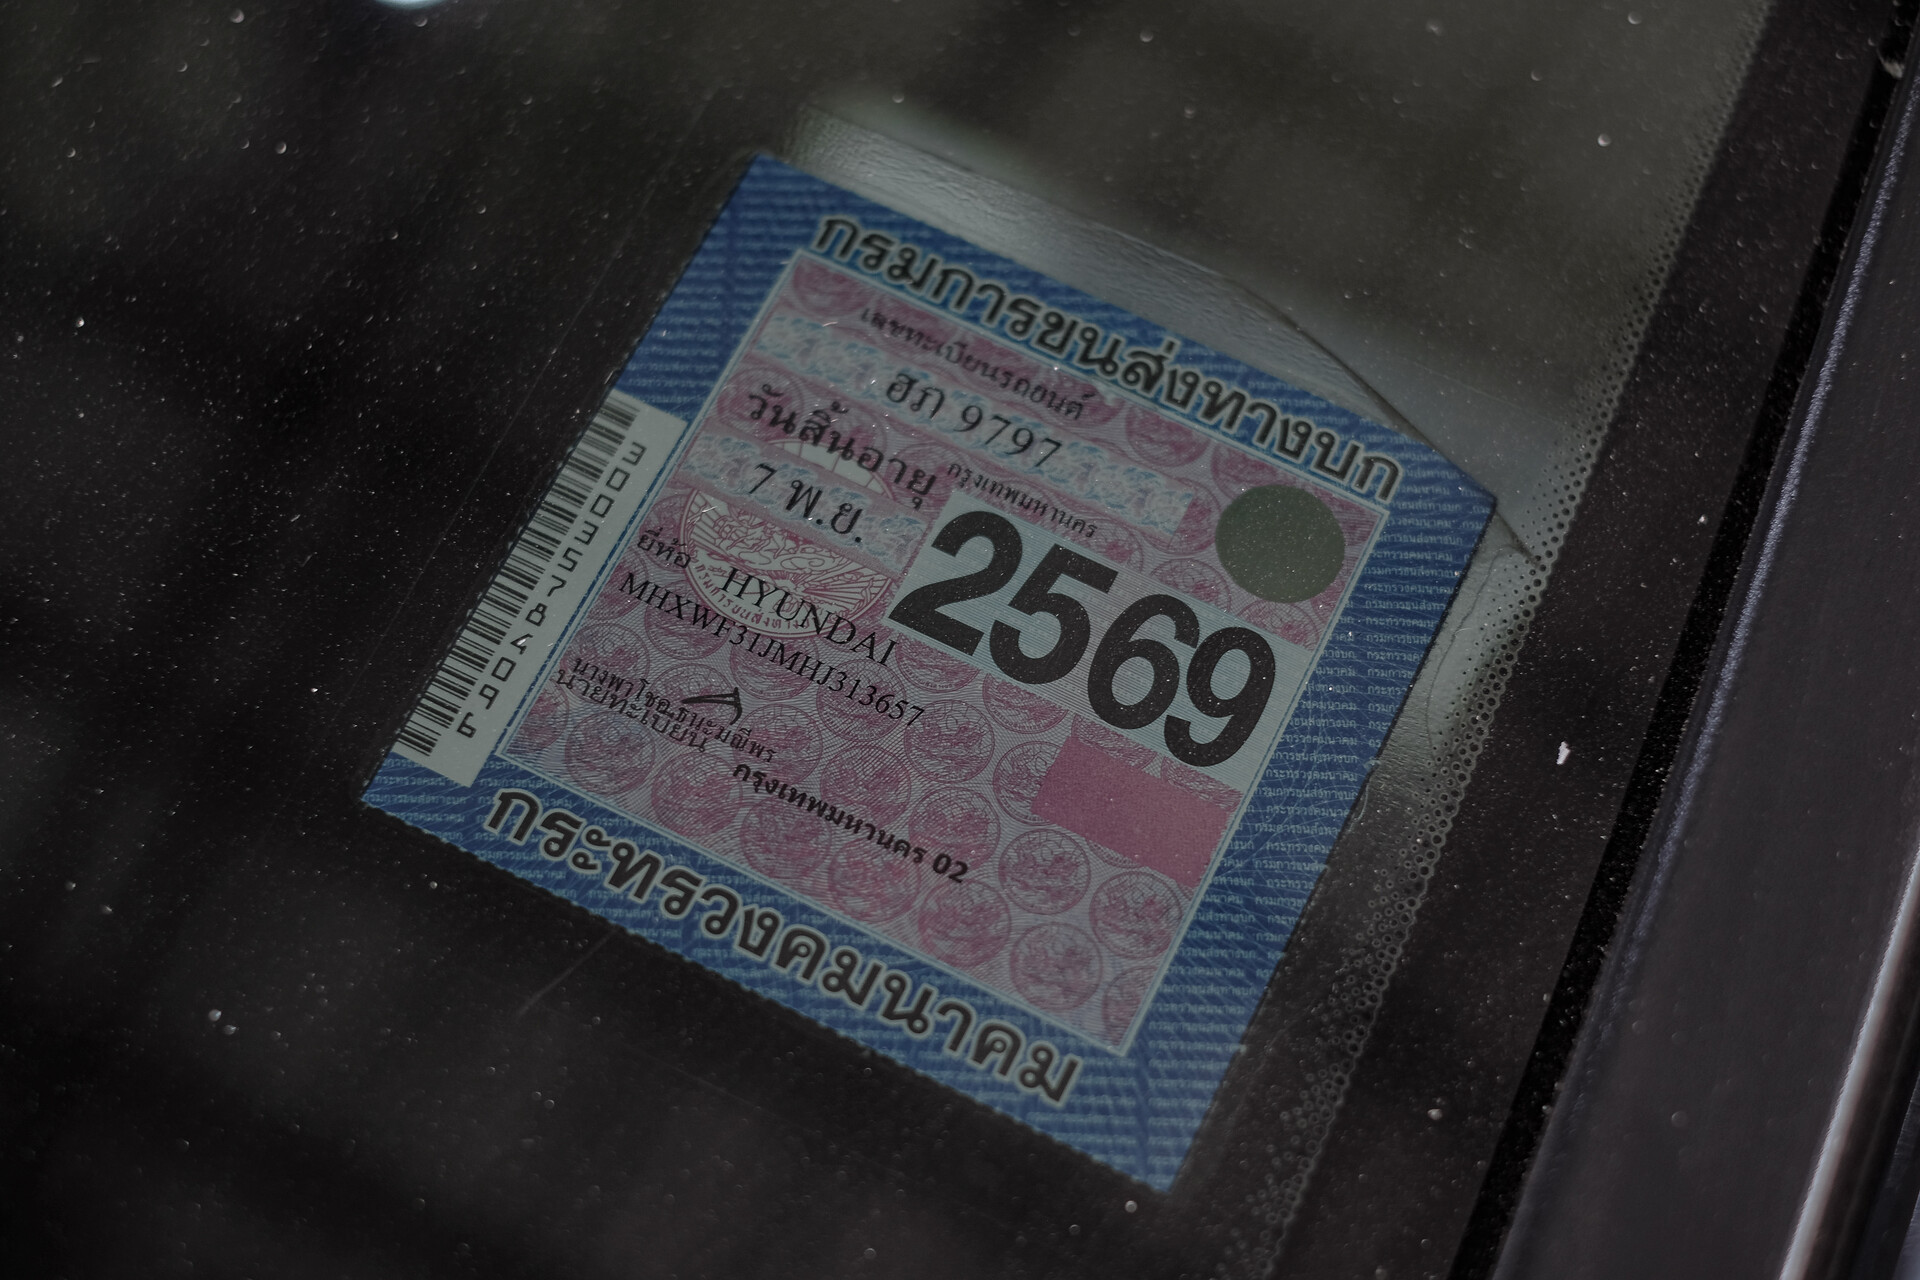 กรมการขนส่งทางบก
เลขทะเบียนรถยนต์
ฮภ 9797
กรุงเทพมหานคร
วันสิ้นอายุ
7 พ.ย.
2569
ยี่ห้อ HYUNDAI
MHXWF31JMHJ313657
นายทะเบียน
กรุงเทพมหานคร 02
กระทรวงคมนาคม
3003578409